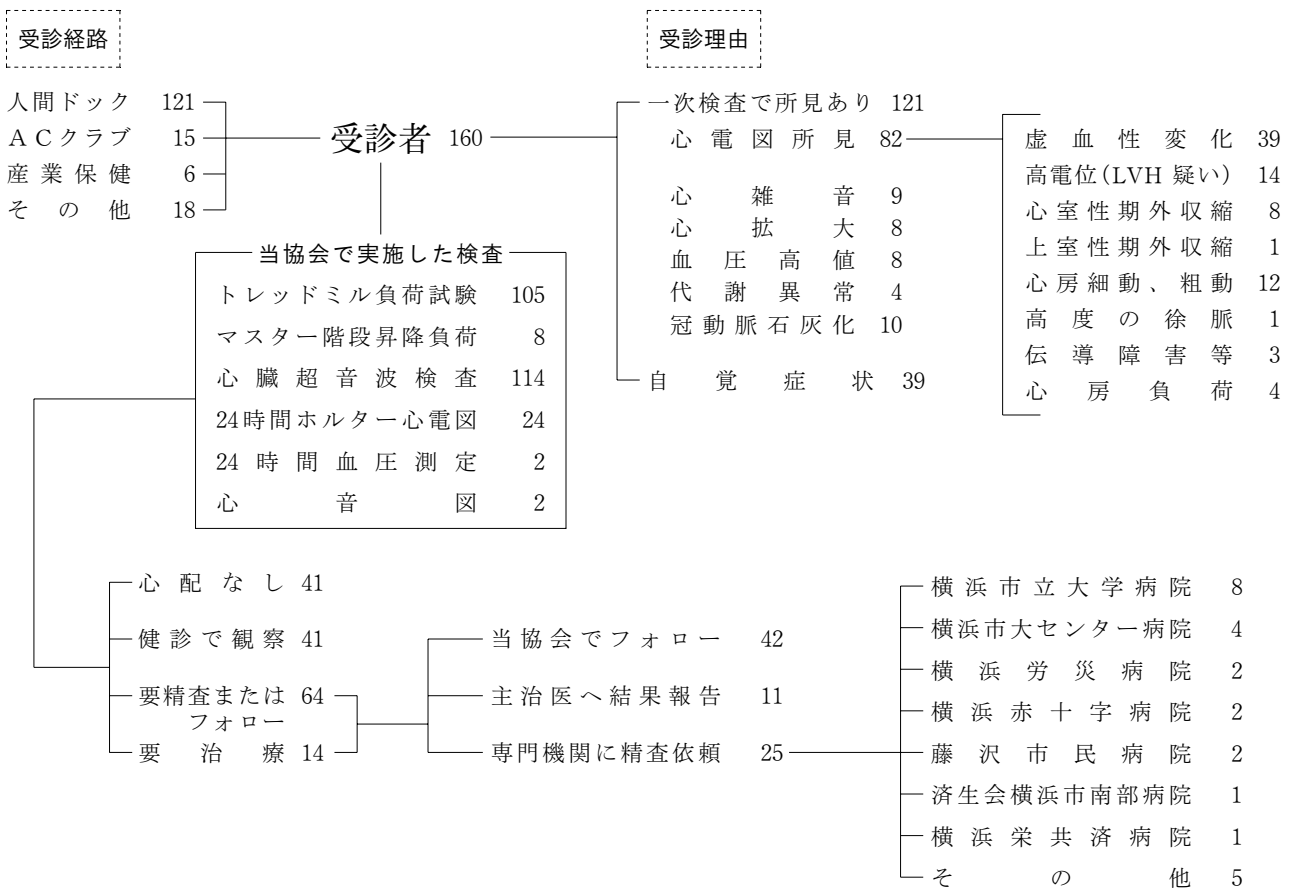 受診経路
人間ドック 121
ACクラブ 15
産業保健 6
その他 18
受診者 160
受診理由
一次検査で所見あり 121
心電図所見 82
心雑音 9
心拡大 8
血圧高値 8
代謝異常 4
冠動脈石灰化 10
自覚症状 39
虚血性変化 39
高電位(LVH 疑い) 14
心室性期外収縮 8
上室性期外収縮 1
心房細動、粗動 12
高度の徐脈 1
伝導障害等 3
心房負荷 4
当協会で実施した検査
トレッドミル負荷試験 105
マスター階段昇降負荷 8
心臓超音波検査 114
24時間ホルター心電図 24
24時間血圧測定 2
心音図 2
心配なし 41
健診で観察 41
要精査または 64
フォロー
要治療 14
当協会でフォロー 42
主治医へ結果報告 11
専門機関に精査依頼 25
横浜市立大学病院 8
横浜市大センター病院 4
横浜労災病院 2
横浜赤十字病院 2
藤沢市民病院 2
済生会横浜市南部病院 1
横浜栄共済病院 1
その他 5